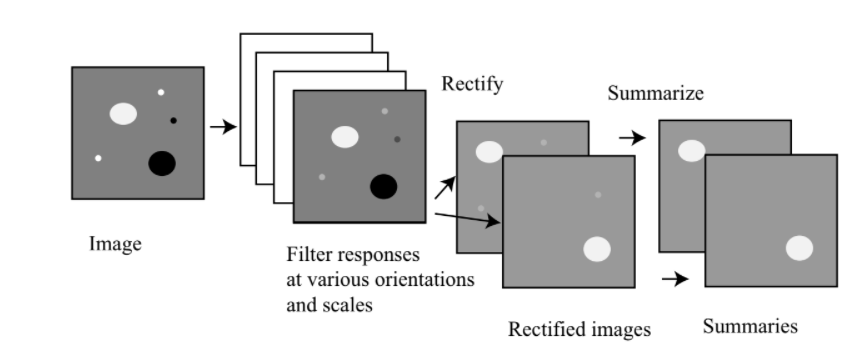 Rectify
Summarize
Image
Filter responses
at various orientations
and scales
Rectified images
Summaries